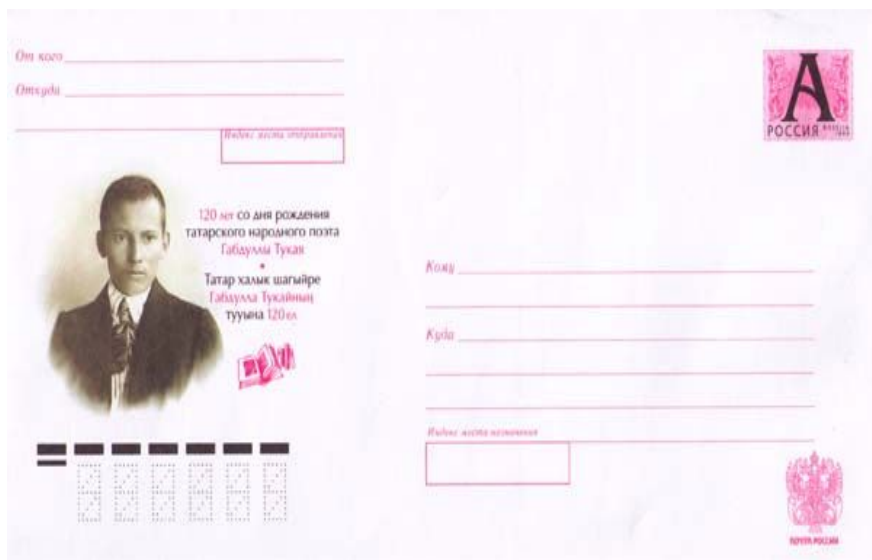 От кого
Откуда
Индекс места отправления
А
РОССИЯ
120 лет со дня рождения
татарского народного поэта
Габдуллы Тукая
Татар халык шагыйре
Габдулла Тукайның
тууына 120 ел
Кому
Куда
Индекс места назначения
ПОЧТА РОССИИ